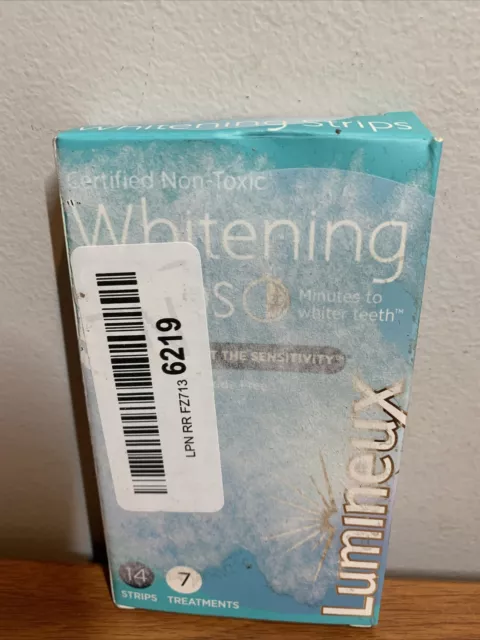 Whitening Strips
Certified Non-Toxic
Whitening
Minutes to
whiter teeth™
THE SENSITIVITY
Free
LPN RR FZ713
6219
Lumineux
14
STRIPS
7
TREATMENTS